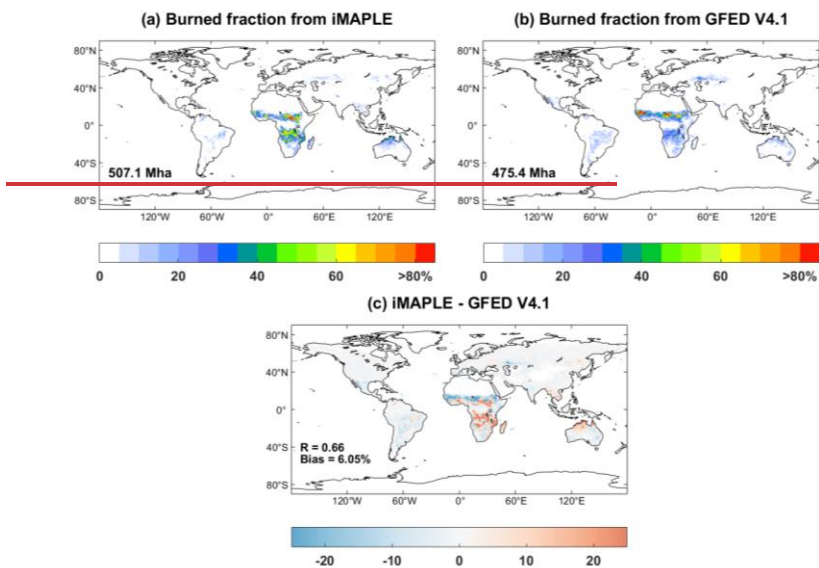 (a) Burned fraction from iMAPLE
(b) Burned fraction from GFED V4.1
80°N
40°N
0°
40°S
80°S
507.1 Mha
120°W 60°W 0° 60°E 120°E
80°N
40°N
0°
40°S
80°S
475.4 Mha
120°W 60°W 0° 60°E 120°E
0 20 40 60 >80%
0 20 40 60 >80%
(c) iMAPLE - GFED V4.1
80°N
40°N
0°
40°S
80°S
R = 0.66
Bias = 6.05%
120°W 60°W 0° 60°E 120°E
-20 -10 0 10 20